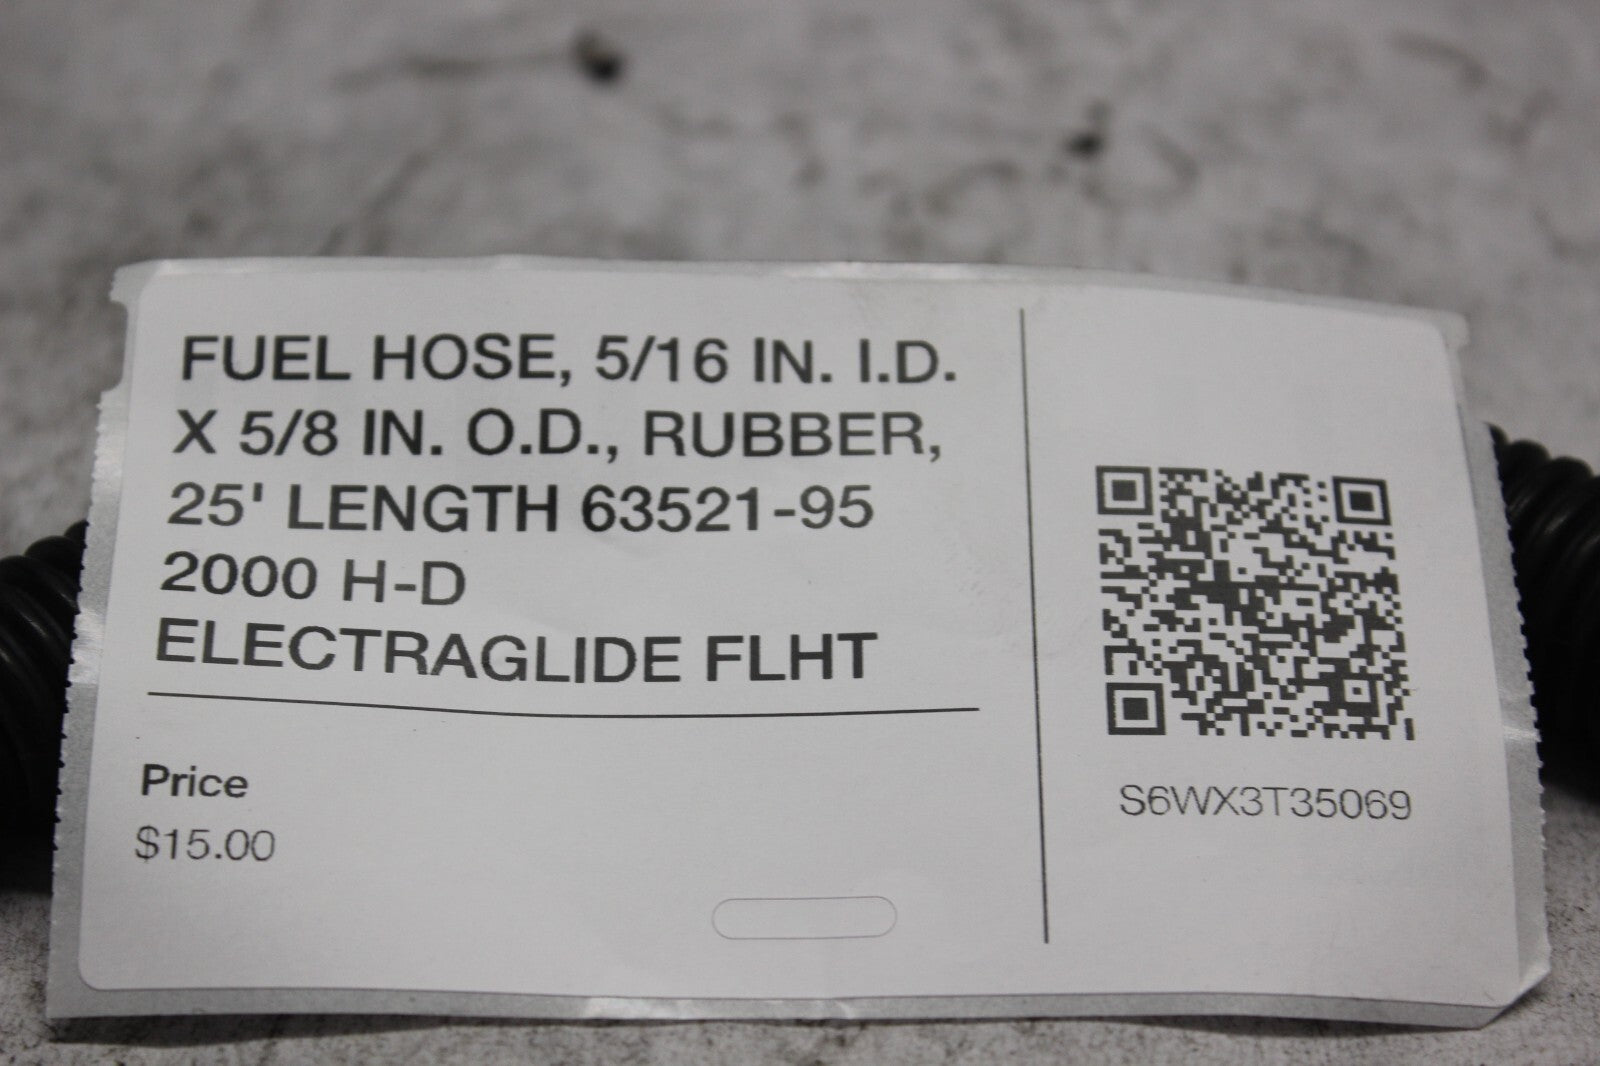 FUEL HOSE, 5/16 IN. I.D.
X 5/8 IN. O.D., RUBBER,
25' LENGTH 63521-95
2000 H-D
ELECTRAGLIDE FLHT
Price
$15.00
S6WX3T35069